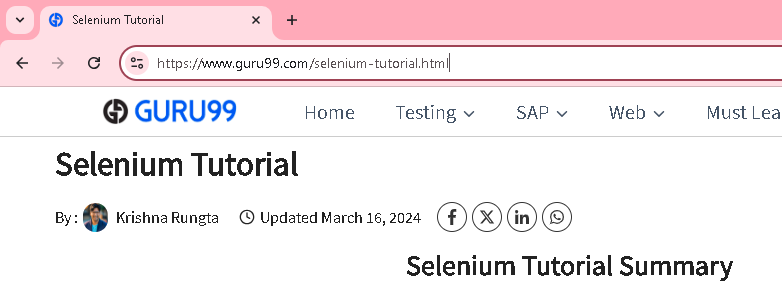 Selenium Tutorial
https://www.guru99.com/selenium-tutorial.html
GURU99 Home Testing SAP Web Must Lea
Selenium Tutorial
By : Krishna Rungta Updated March 16, 2024
Selenium Tutorial Summary